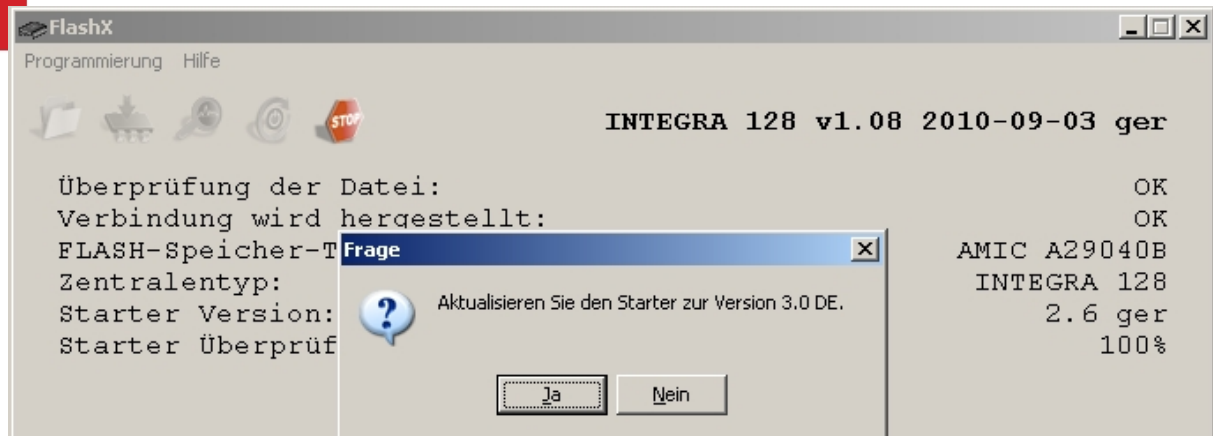 FlashX
Programmierung Hilfe
STOP
INTEGRA 128 v1.08 2010-09-03 ger
Überprüfung der Datei: OK
Verbindung wird hergestellt: OK
FLASH-Speicher-T AMIC A29040B
Zentralentyp: INTEGRA 128
Starter Version: 2.6 ger
Starter Überprüf 100%
Frage
Aktualisieren Sie den Starter zur Version 3.0 DE.
Ja Nein